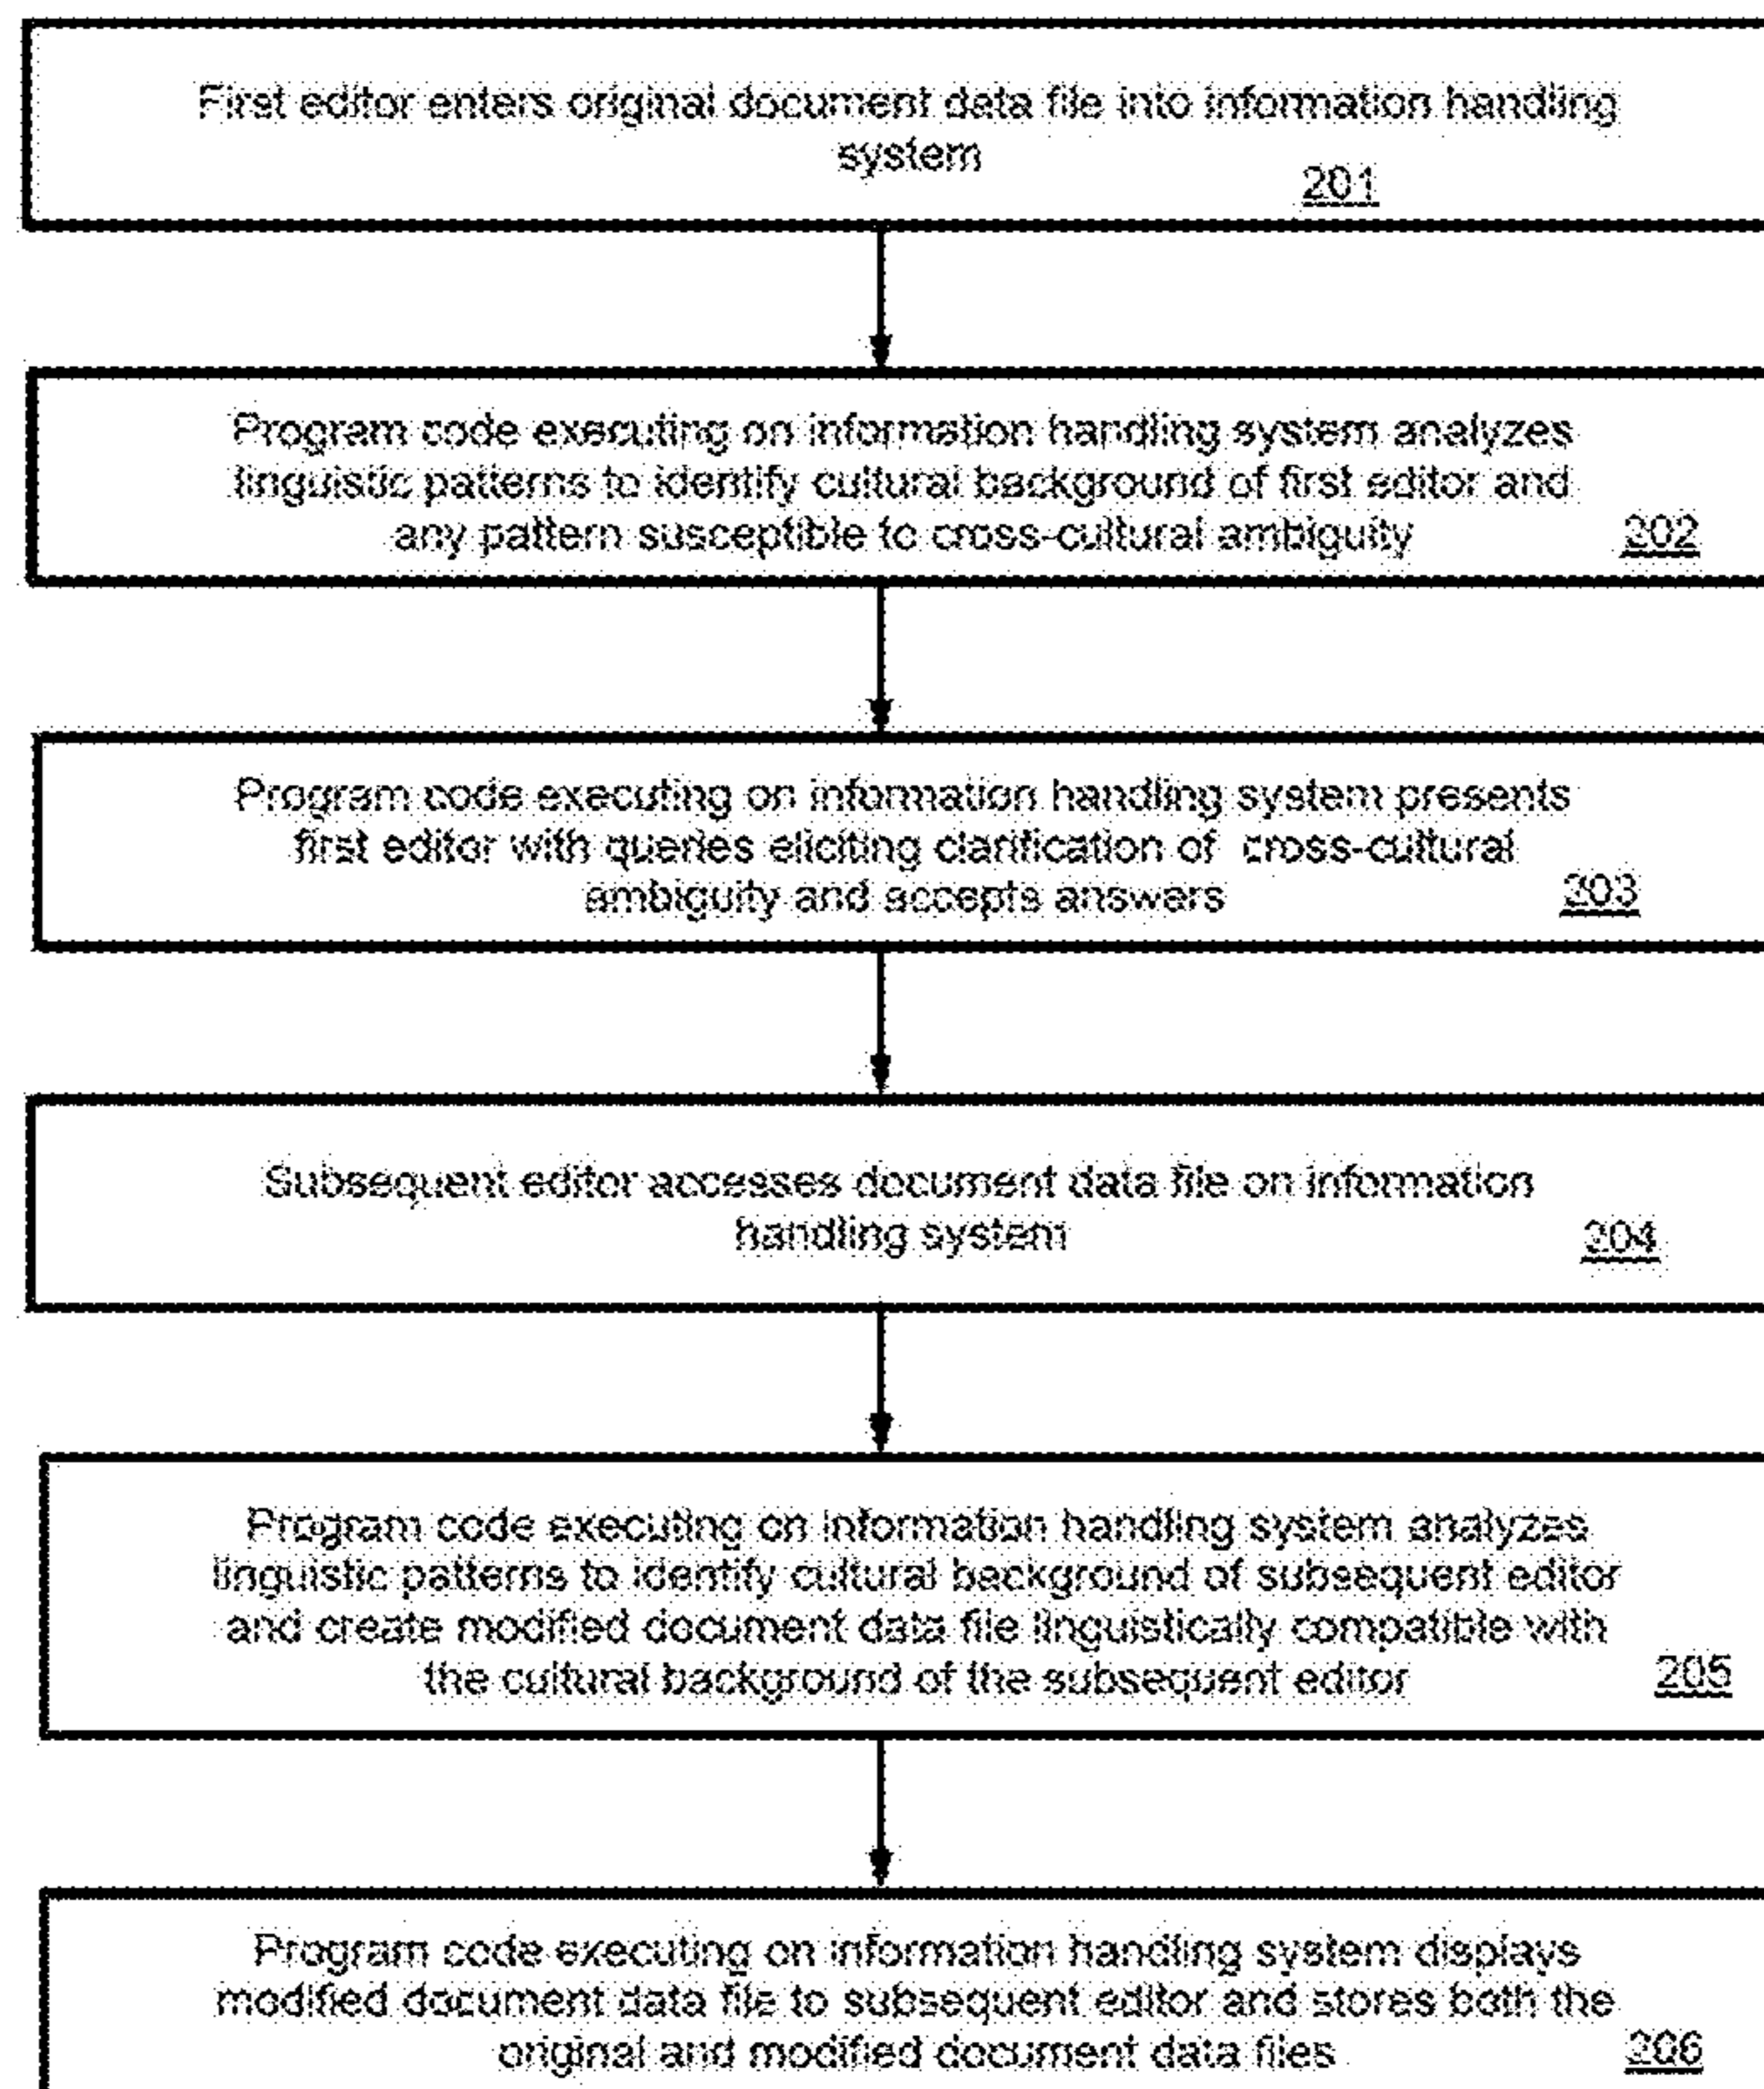 First editor enters original document data file into information handling
system
201
Program code executing on information handling system analyzes
linguistic patterns to identify cultural background of first editor and
any pattern susceptible to cross-cultural ambiguity
202
Program code executing on information handling system presents
first editor with queries eliciting clarification of cross-cultural
ambiguity and accepts answers
203
Subsequent editor accesses document data file on information
handling system
204
Program code executing on information handling system analyzes
linguistic patterns to identify cultural background of subsequent editor
and create modified document data file linguistically compatible with
the cultural background of the subsequent editor
205
Program code executing on information handling system displays
modified document data file to subsequent editor and stores both the
original and modified document data files
206